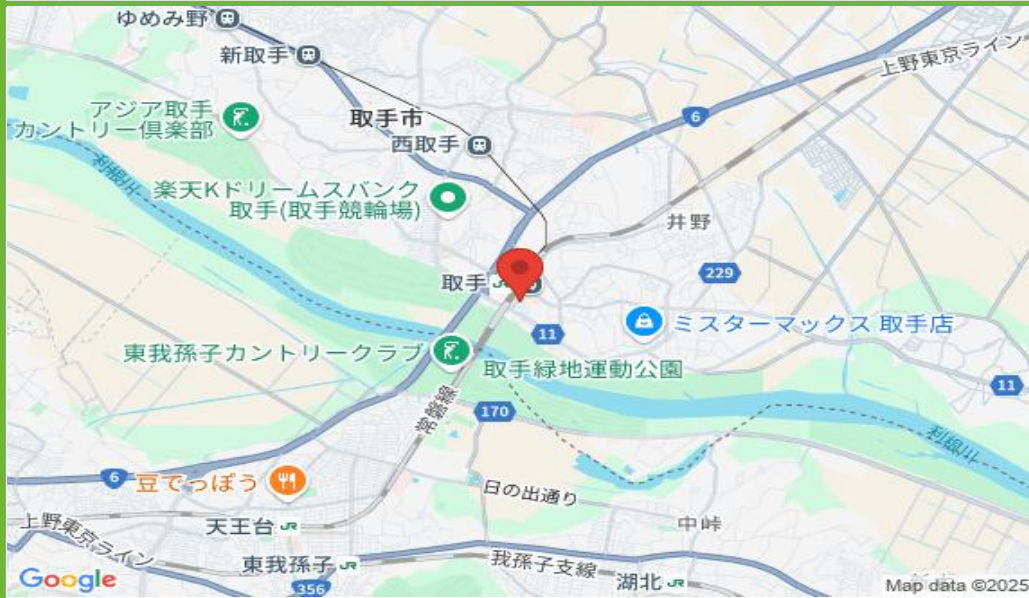 ゆめみ野
新取手
上野東京ライン
アジア取手
カントリー倶楽部
取手市
6
西取手
利根川
楽天Kドリームスバンク
取手(取手競輪場)
井野
229
取手
11
ミスターマックス 取手店
東我孫子カントリークラブ
取手緑地運動公園
11
170
常磐線
利根川
6
豆でっぽう
日の出通り
天王台 JR
中峠
上野東京ライン
東我孫子 JR
我孫子支線
湖北 JR
356
Google
Map data ©2025